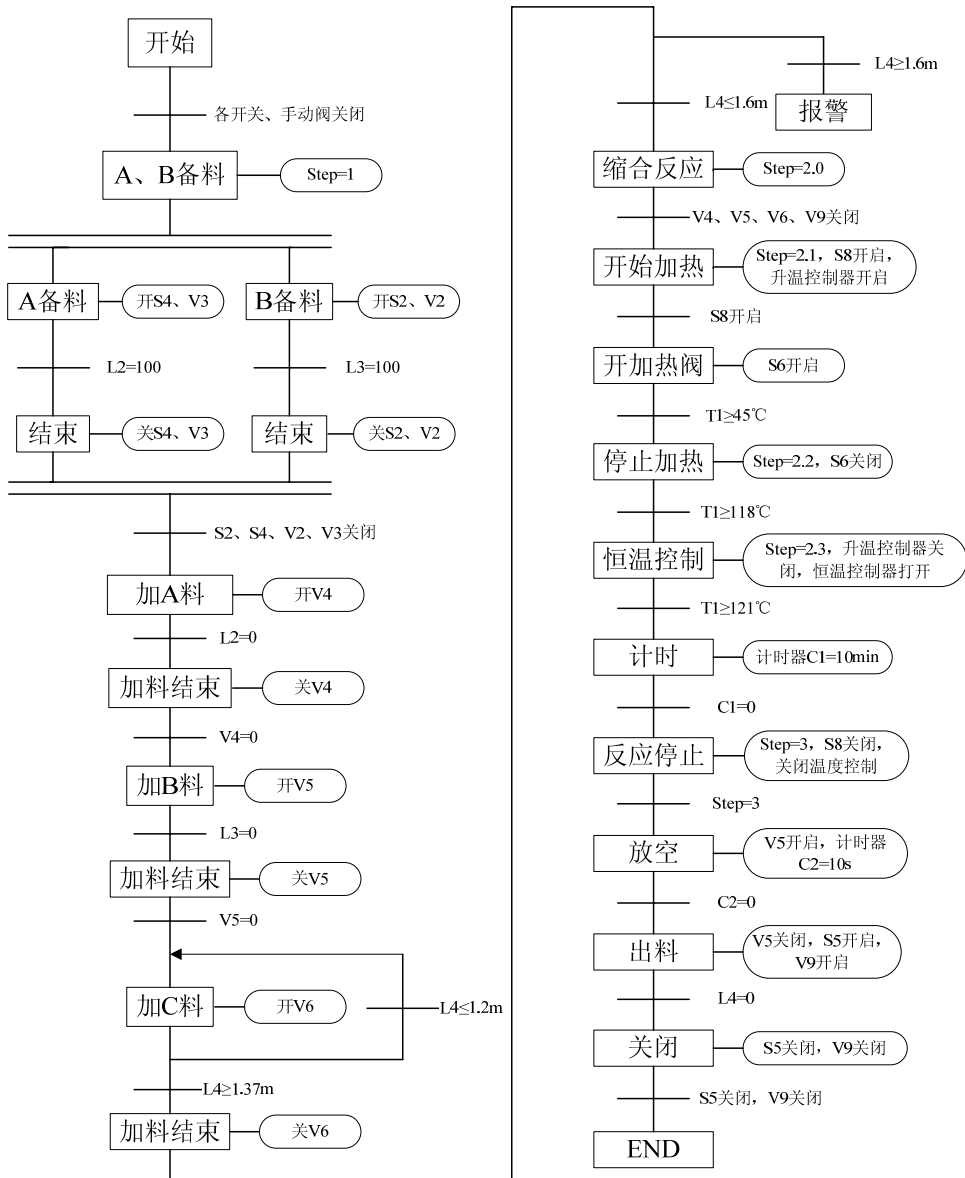 开始
各开关、手动阀关闭
A、B备料
Step=1
A备料
开S4、V3
B备料
开S2、V2
L2=100
L3=100
结束
关S4、V3
结束
关S2、V2
S2、S4、V2、V3关闭
加A料
开V4
L2=0
加料结束
关V4
V4=0
加B料
开V5
L3=0
加料结束
关V5
V5=0
加C料
开V6
L4≤1.2m
L4≥1.37m
加料结束
关V6
L4≥1.6m
报警
L4≤1.6m
缩合反应
Step=2.0
V4、V5、V6、V9关闭
开始加热
Step=2.1，S8开启，
升温控制器开启
S8开启
开加热阀
S6开启
T1≥45℃
停止加热
Step=2.2，S6关闭
T1≥118℃
恒温控制
Step=2.3，升温控制器关
闭，恒温控制器打开
T1≥121℃
计时
计时器C1=10min
C1=0
反应停止
Step=3，S8关闭，
关闭温度控制
Step=3
放空
V5开启，计时器
C2=10s
C2=0
出料
V5关闭，S5开启，
V9开启
L4=0
关闭
S5关闭，V9关闭
S5关闭，V9关闭
END